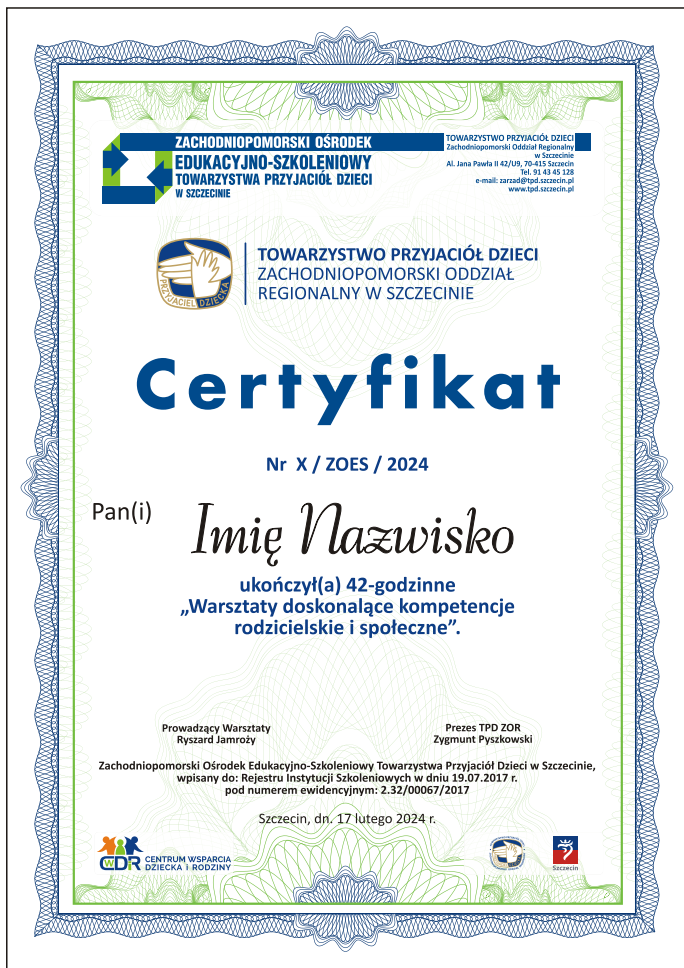 ZACHODNIOPOMORSKI OŚRODEK
EDUKACYJNO-SZKOLENIOWY
TOWARZYSTWA PRZYJACIÓŁ DZIECI
W SZCZECINIE
TOWARZYSTWO PRZYJACIÓŁ DZIECI
Zachodniopomorski Oddział Regionalny
w Szczecinie
Al. Jana Pawła II 42/U9, 70-415 Szczecin
Tel. 91 43 45 128
e-mail: zarzad@tpd.szczecin.pl
www.tpd.szczecin.pl
PRZYJACIEL DZIECKA
TOWARZYSTWO PRZYJACIÓŁ DZIECI
ZACHODNIOPOMORSKI ODDZIAŁ
REGIONALNY W SZCZECINIE
Certyfikat
Nr X / ZOES / 2024
Pan(i)
Imię Nazwisko
ukończył(a) 42-godzinne
„Warsztaty doskonalące kompetencje
rodzicielskie i społeczne”.
Prowadzący Warsztaty
Ryszard Jamroży
Prezes TPD ZOR
Zygmunt Pyszkowski
Zachodniopomorski Ośrodek Edukacyjno-Szkoleniowy Towarzystwa Przyjaciół Dzieci w Szczecinie,
wpisany do: Rejestru Instytucji Szkoleniowych w dniu 19.07.2017 r.
pod numerem ewidencyjnym: 2.32/00067/2017
Szczecin, dn. 17 lutego 2024 r.
CWDR
CENTRUM WSPARCIA
DZIECKA I RODZINY
Szczecin